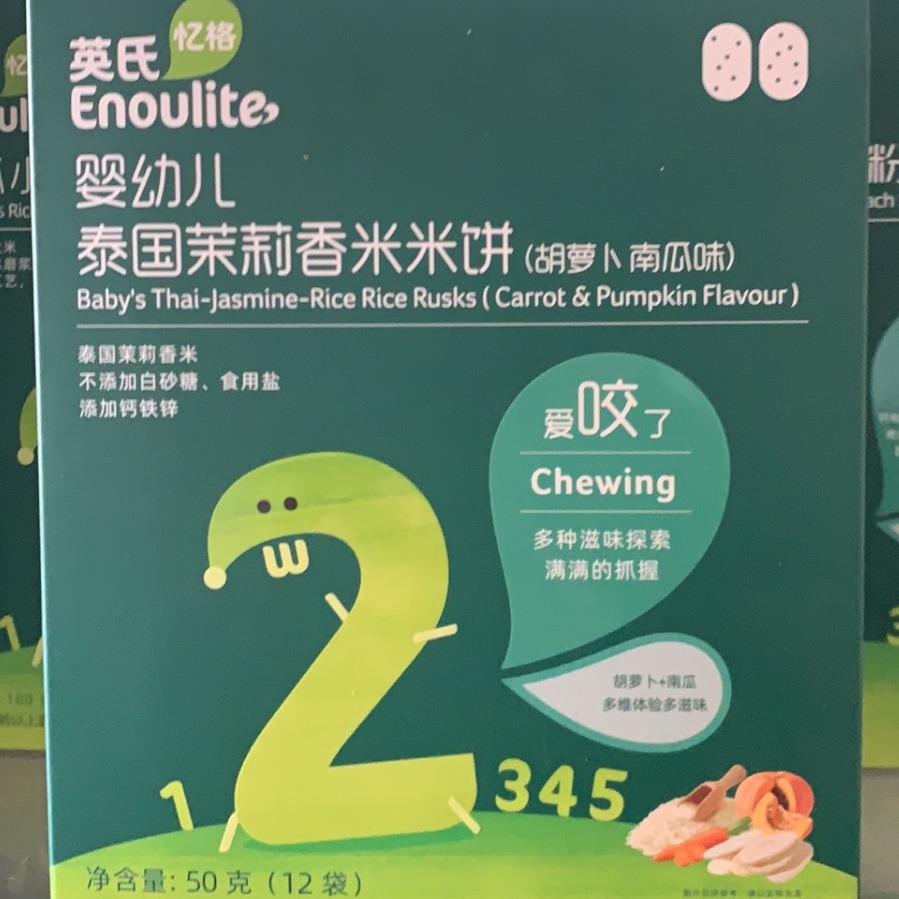 忆格
英氏
Enoulite
婴幼儿
泰国茉莉香米米饼(胡萝卜南瓜味)
Baby's Thai-Jasmine-Rice Rice Rusks ( Carrot & Pumpkin Flavour )
泰国茉莉香米
不添加白砂糖、食用盐
添加钙铁锌
爱咬了
Chewing
多种滋味探索
满满的抓握
胡萝卜+南瓜
多维体验多滋味
1
2
345
净含量: 50 克（12 袋）